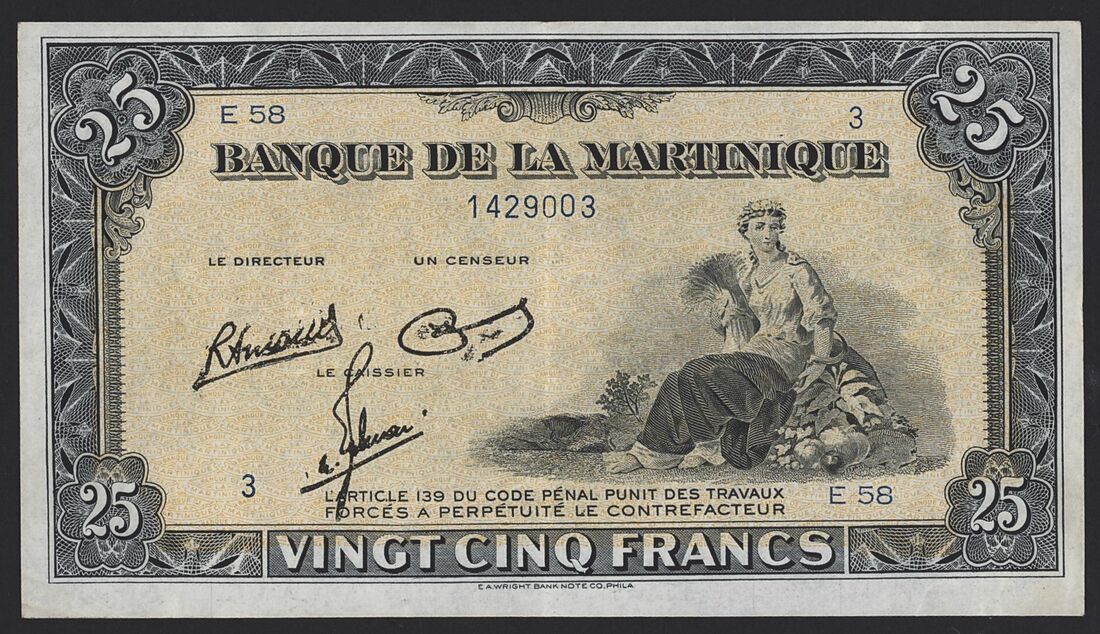 25
25
E 58
3
BANQUE DE LA MARTINIQUE
1429003
LE DIRECTEUR
UN CENSEUR
LE CAISSIER
3
L'ARTICLE 139 DU CODE PÉNAL PUNIT DES TRAVAUX
E 58
FORCÉS A PERPÉTUITÉ LE CONTREFACTEUR
25
25
VINGT CINQ FRANCS
E.A.WRIGHT BANK NOTE CO.PHILA